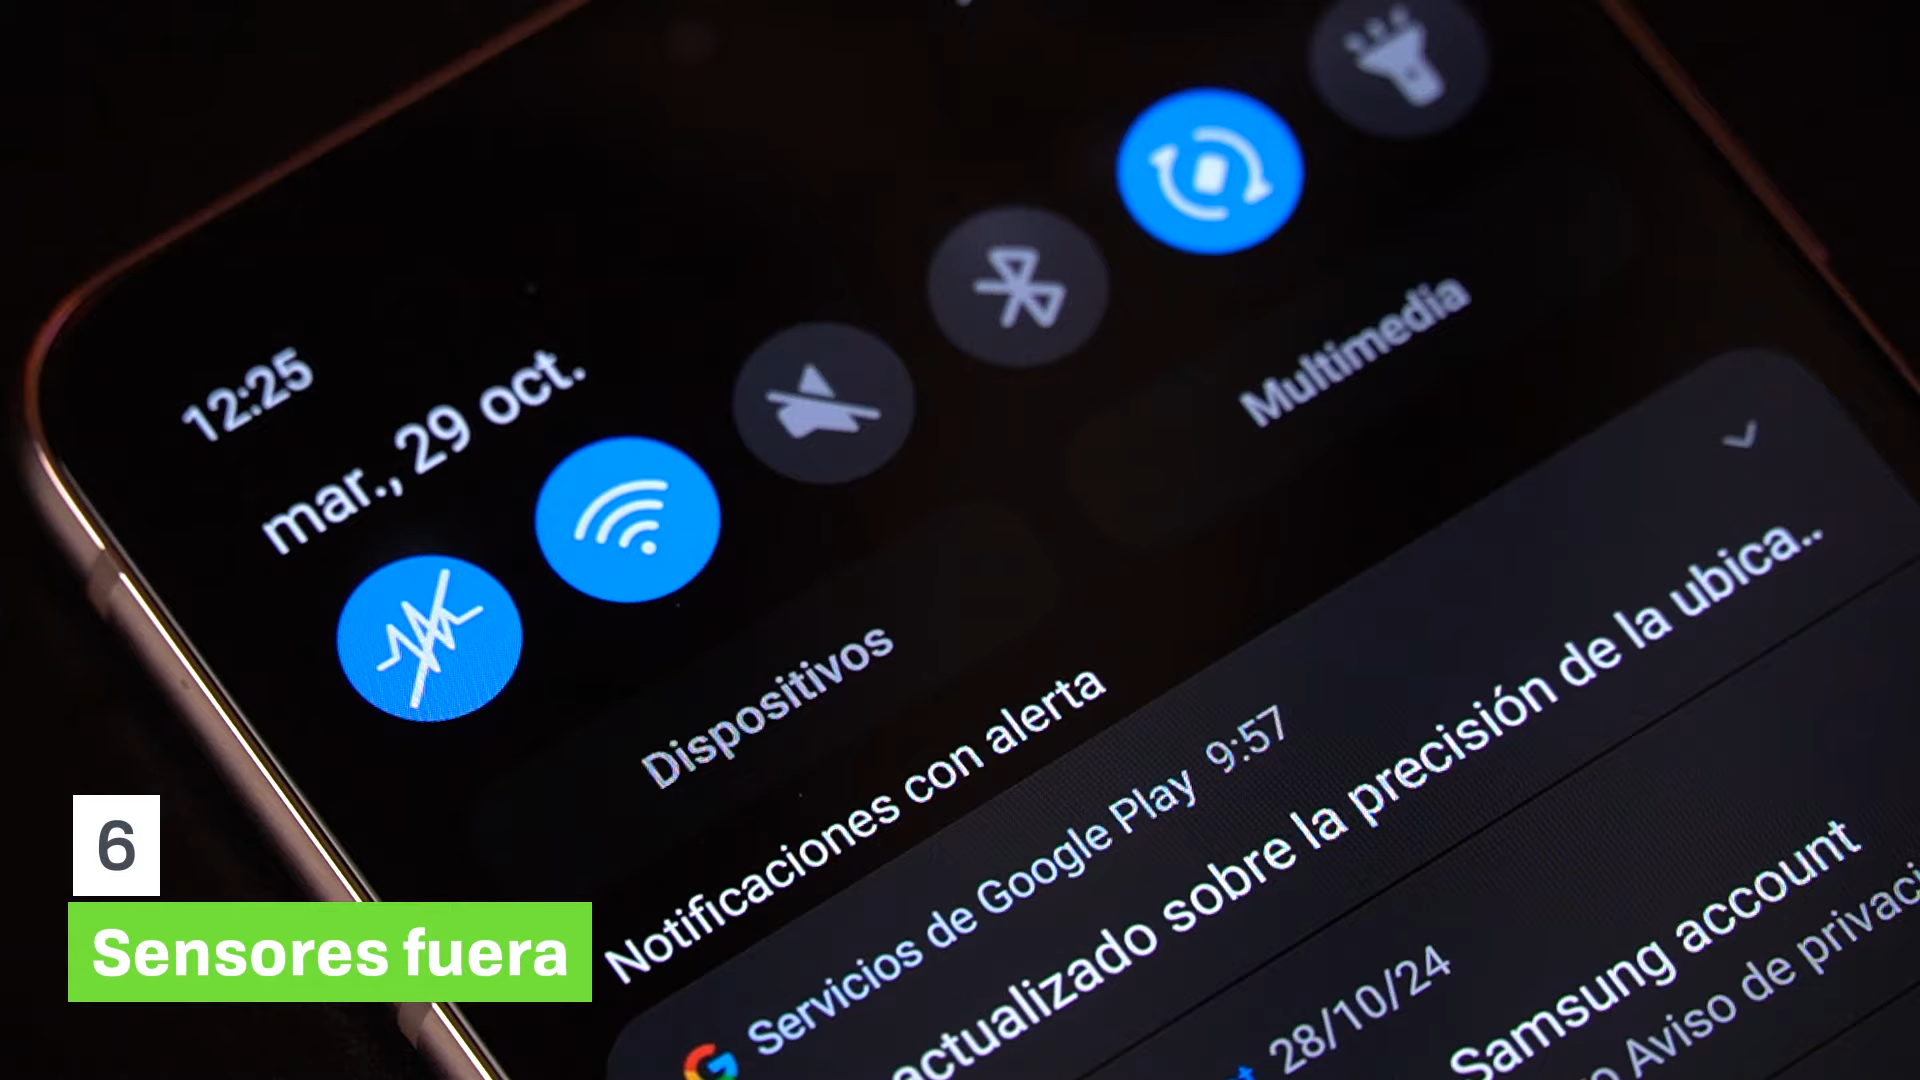 12:25
mar., 29 oct.
Multimedia
Dispositivos
Notificaciones con alerta
Servicios de Google Play 9:57
actualizado sobre la precisión de la ubica..
28/10/24
Samsung account
Aviso de privaci
6
Sensores fuera